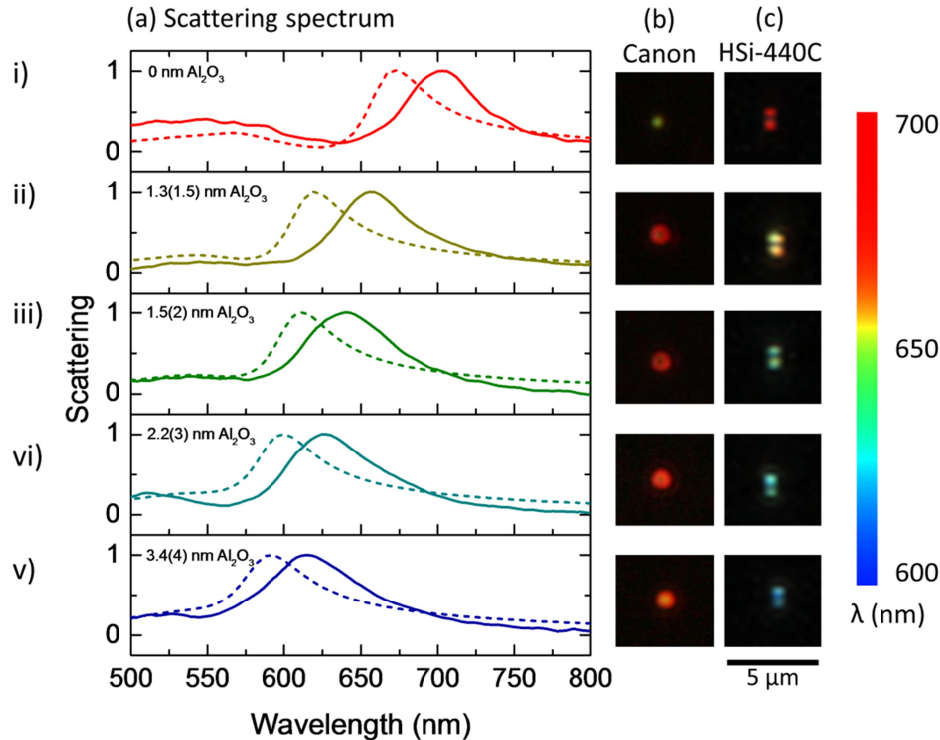 (a) Scattering spectrum
(b)
Canon
(c)
HSi-440C
i)
0 nm Al₂O₃
1
0
ii)
1.3(1.5) nm Al₂O₃
1
0
iii)
1.5(2) nm Al₂O₃
1
0
vi)
2.2(3) nm Al₂O₃
1
0
v)
3.4(4) nm Al₂O₃
1
0
Scattering
500 550 600 650 700 750 800
Wavelength (nm)
5 μm
700
650
600
λ (nm)